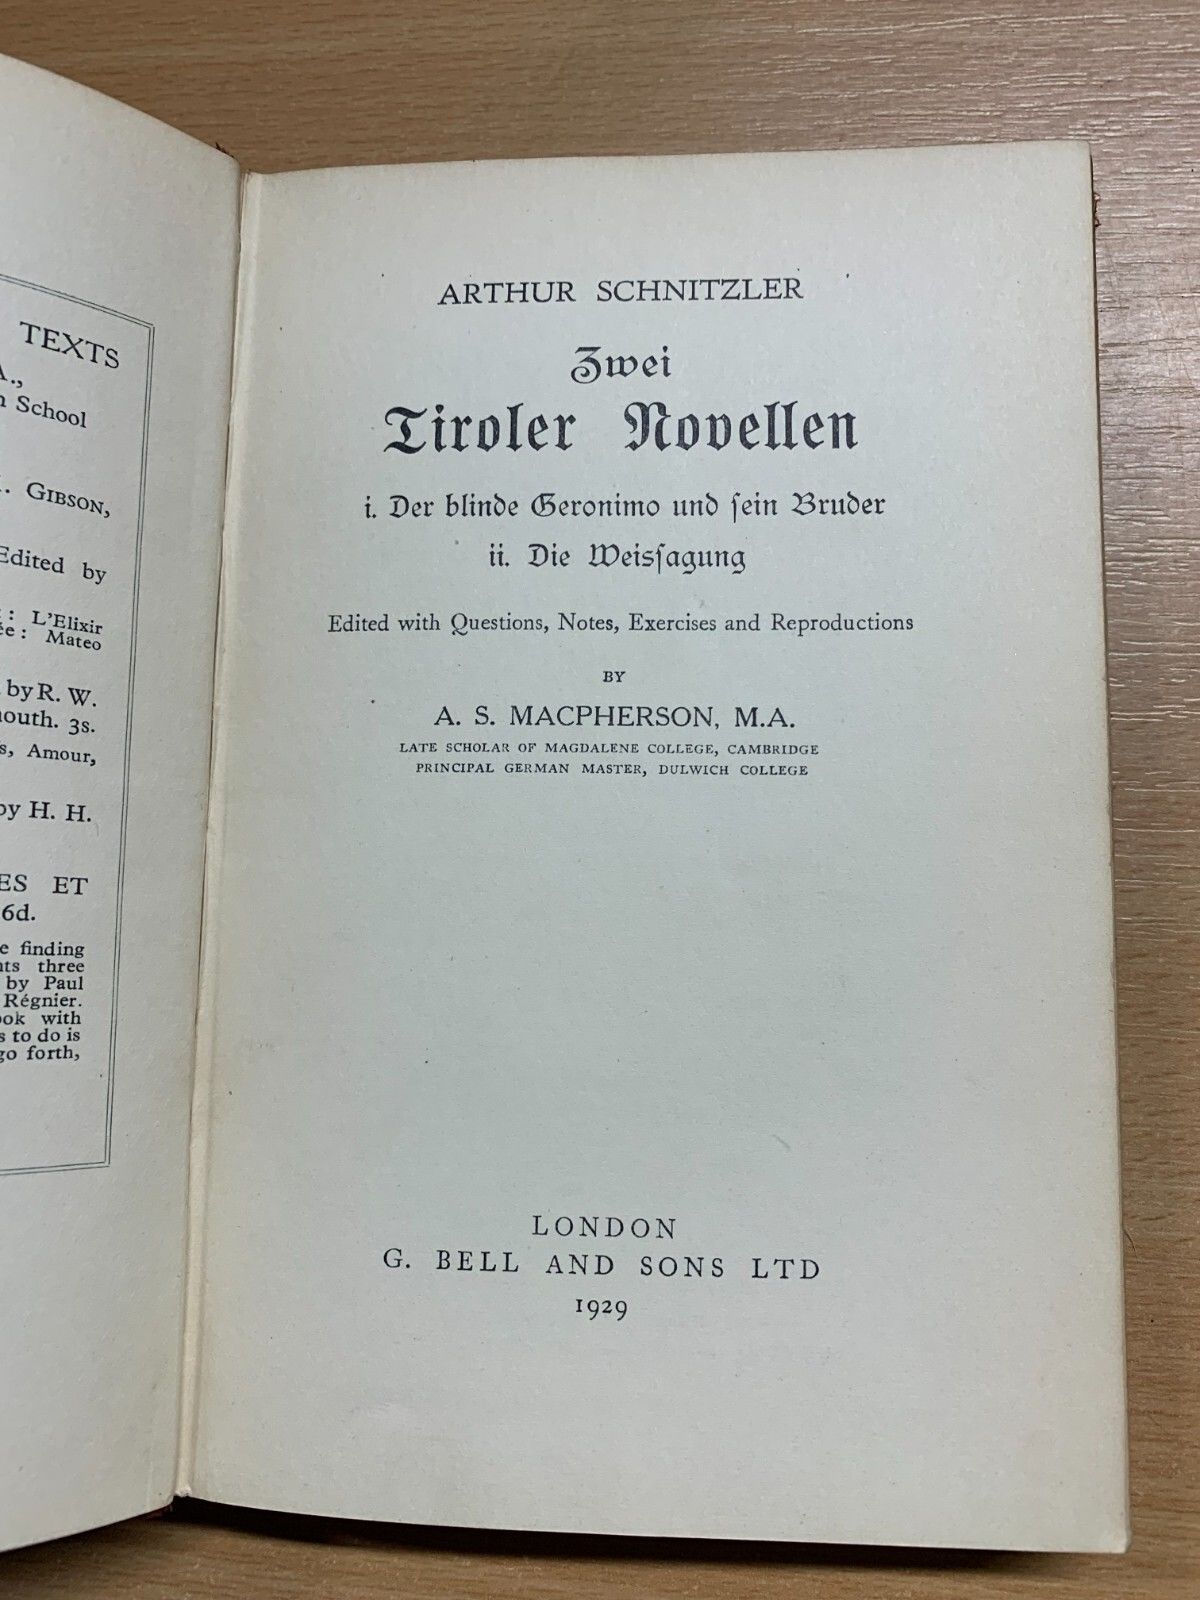 TEXTS
A.,
School
GIBSON,
Edited by
: L'Elixir
ée: Mateo
by R. W.
outh. 3s.
s, Amour,
by H. H.
ES ET
6d.
e finding
nts three
by Paul
Régnier.
ook with
s to do is
go forth,
ARTHUR SCHNITZLER
Zwei
Tiroler Novellen
i. Der blinde Geronimo und ſein Bruder
ii. Die Weisſagung
Edited with Questions, Notes, Exercises and Reproductions
BY
A. S. MACPHERSON, M.A.
LATE SCHOLAR OF MAGDALENE COLLEGE, CAMBRIDGE
PRINCIPAL GERMAN MASTER, DULWICH COLLEGE
LONDON
G. BELL AND SONS LTD
1929